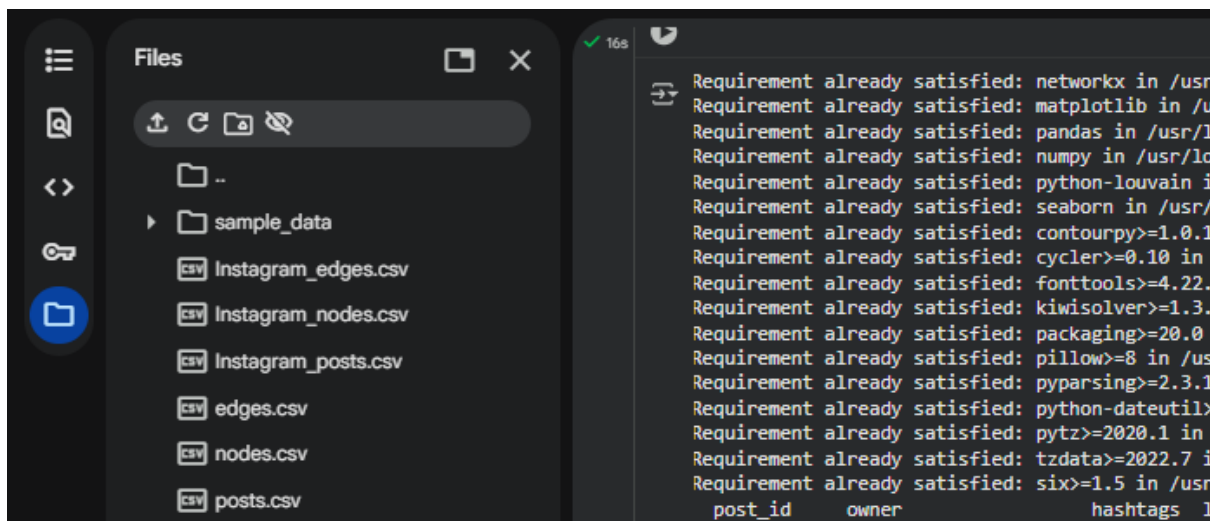 Files
..
sample_data
Instagram_edges.csv
Instagram_nodes.csv
Instagram_posts.csv
edges.csv
nodes.csv
posts.csv
16s
Requirement already satisfied: networkx in /usr
Requirement already satisfied: matplotlib in /u
Requirement already satisfied: pandas in /usr/l
Requirement already satisfied: numpy in /usr/lo
Requirement already satisfied: python-louvain i
Requirement already satisfied: seaborn in /usr/
Requirement already satisfied: contourpy>=1.0.1
Requirement already satisfied: cycler>=0.10 in
Requirement already satisfied: fonttools>=4.22.
Requirement already satisfied: kiwisolver>=1.3.
Requirement already satisfied: packaging>=20.0
Requirement already satisfied: pillow>=8 in /us
Requirement already satisfied: pyparsing>=2.3.1
Requirement already satisfied: python-dateutil>
Requirement already satisfied: pytz>=2020.1 in
Requirement already satisfied: tzdata>=2022.7 i
Requirement already satisfied: six>=1.5 in /usr
post_id owner hashtags l